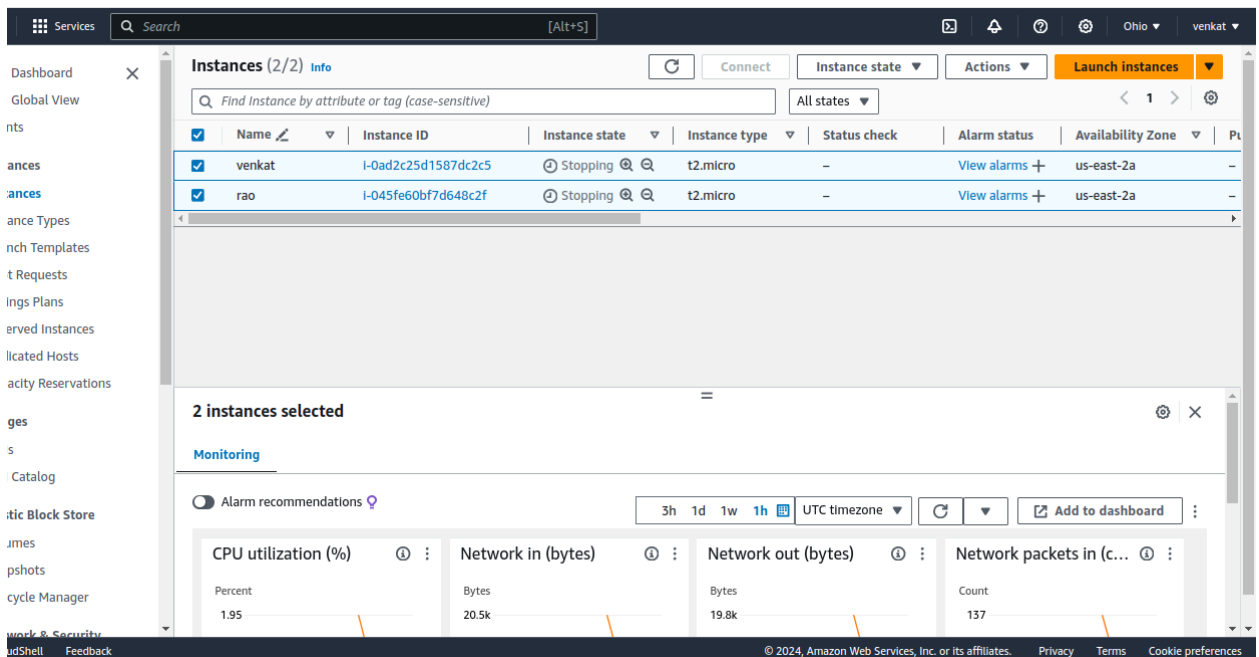 Services Search [Alt+S] Ohio venkat
Dashboard
Global View
nts
ances
tances
ance Types
nch Templates
t Requests
ings Plans
erved Instances
licated Hosts
acity Reservations
ges
s
Catalog
stic Block Store
umes
pshots
cycle Manager
work & Security
Instances (2/2) Info Connect Instance state Actions Launch instances
Find Instance by attribute or tag (case-sensitive) All states 1
Name Instance ID Instance state Instance type Status check Alarm status Availability Zone Pu
venkat i-0ad2c25d1587dc2c5 Stopping t2.micro – View alarms + us-east-2a –
rao i-045fe60bf7d648c2f Stopping t2.micro – View alarms + us-east-2a –
2 instances selected
Monitoring
Alarm recommendations 3h 1d 1w 1h UTC timezone Add to dashboard
CPU utilization (%) Network in (bytes) Network out (bytes) Network packets in (c...
Percent Bytes Bytes Count
1.95 20.5k 19.8k 137
udShell Feedback © 2024, Amazon Web Services, Inc. or its affiliates. Privacy Terms Cookie preferences